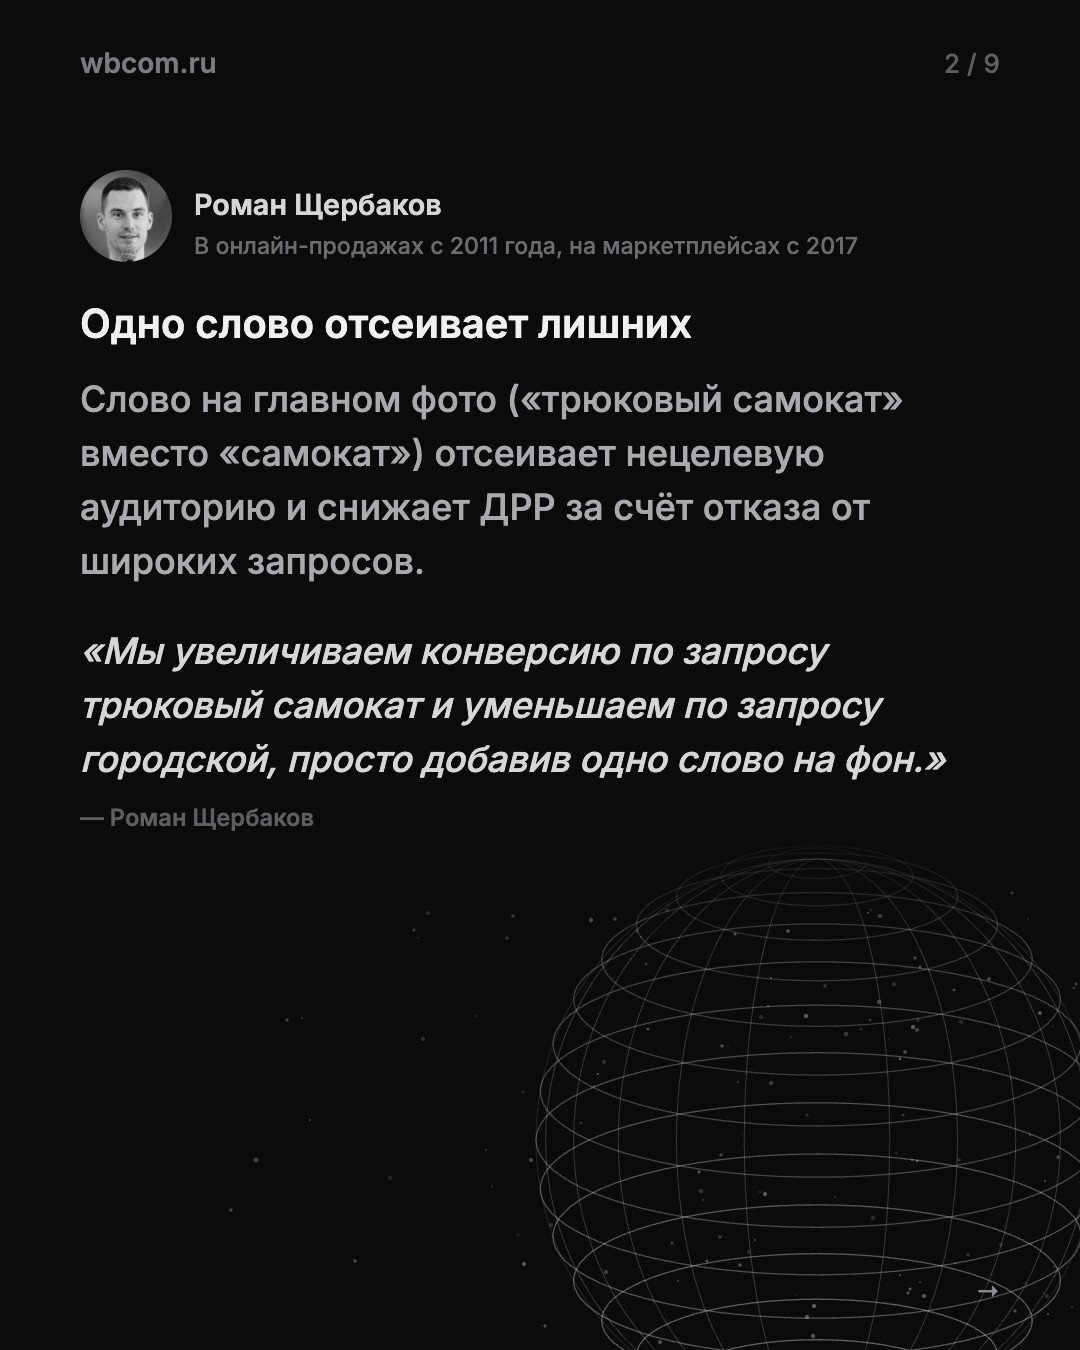 wbcom.ru
2 / 9
Роман Щербаков
В онлайн-продажах с 2011 года, на маркетплейсах с 2017
Одно слово отсеивает лишних
Слово на главном фото («трюковый самокат»
вместо «самокат») отсеивает нецелевую
аудиторию и снижает ДРР за счёт отказа от
широких запросов.
«Мы увеличиваем конверсию по запросу
трюковый самокат и уменьшаем по запросу
городской, просто добавив одно слово на фон.»
— Роман Щербаков
→